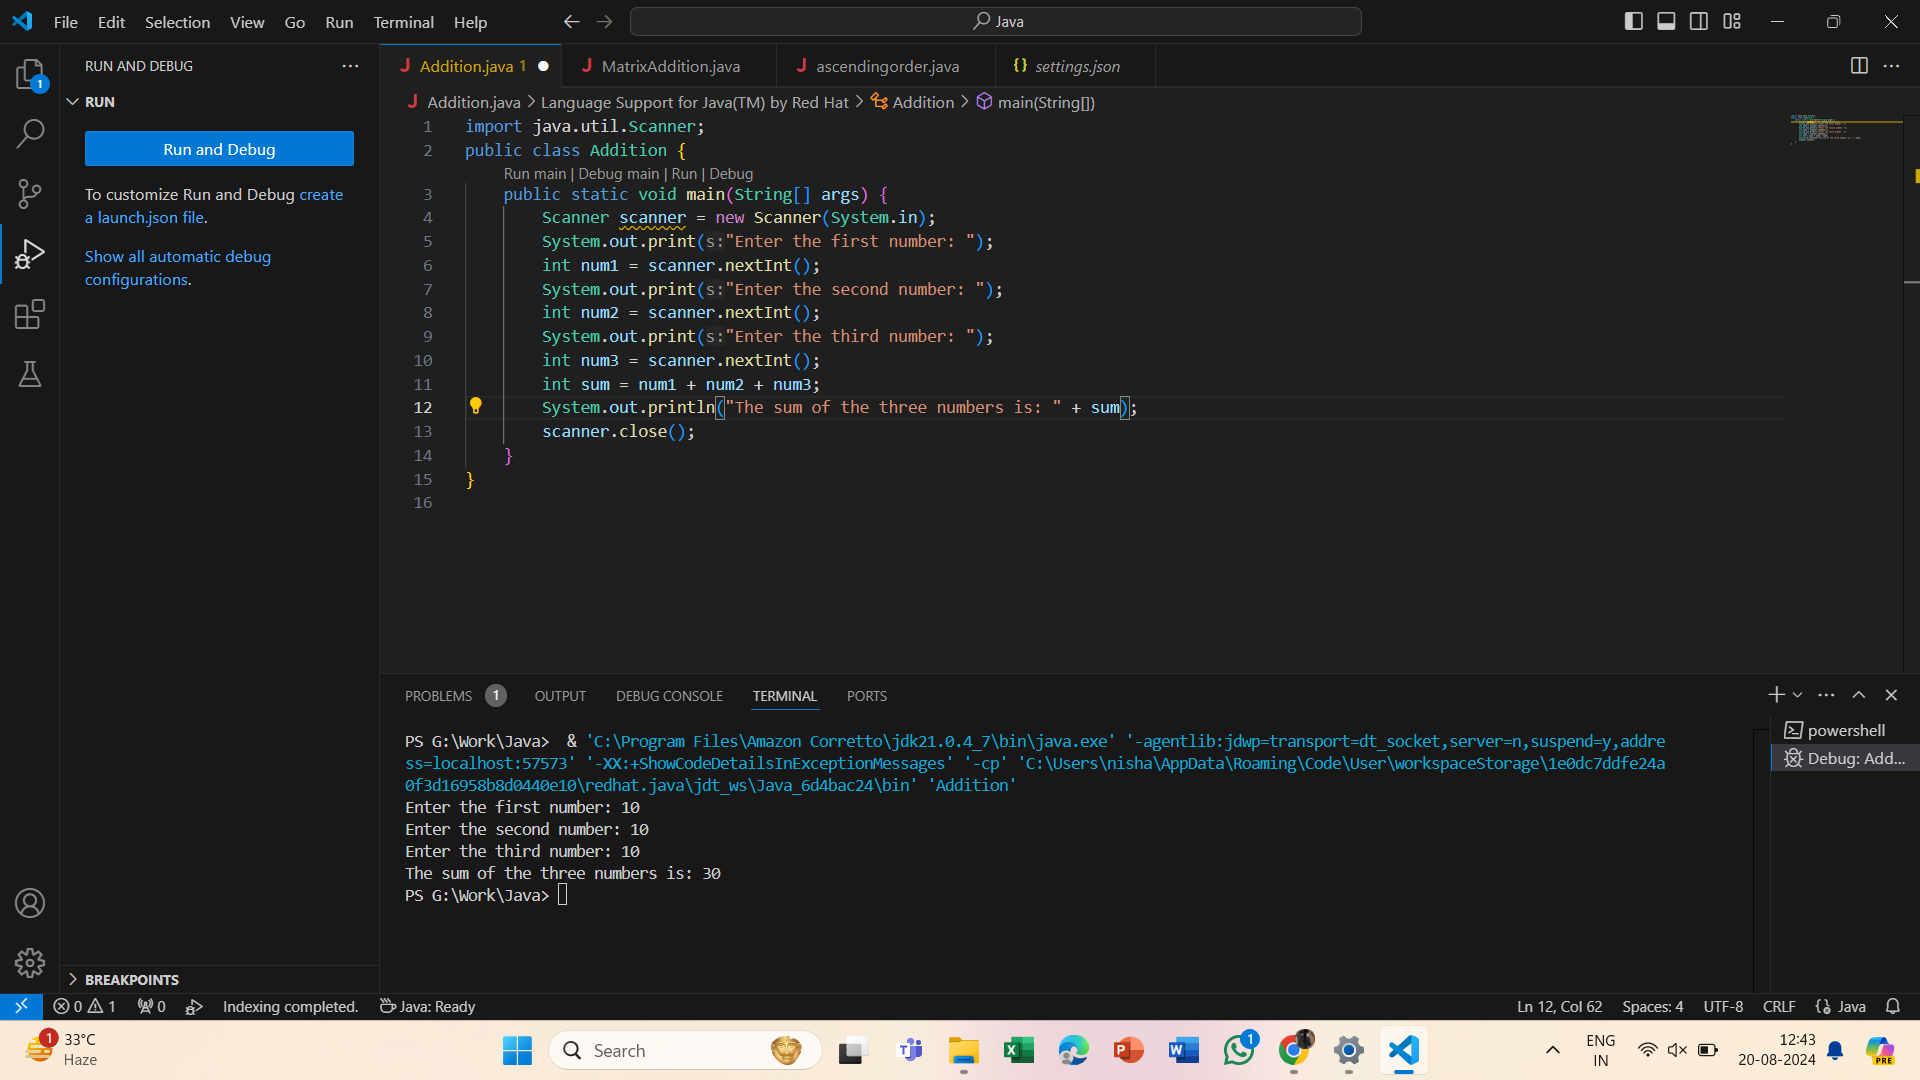 File Edit Selection View Go Run Terminal Help
Java
RUN AND DEBUG
RUN
Run and Debug
To customize Run and Debug create
a launch.json file.
Show all automatic debug
configurations.
BREAKPOINTS
1
Addition.java 1
MatrixAddition.java
ascendingorder.java
{} settings.json
Addition.java > Language Support for Java(TM) by Red Hat > Addition > main(String[])
1 import java.util.Scanner;
2 public class Addition {
Run main | Debug main | Run | Debug
3 public static void main(String[] args) {
4 Scanner scanner = new Scanner(System.in);
5 System.out.print(s:"Enter the first number: ");
6 int num1 = scanner.nextInt();
7 System.out.print(s:"Enter the second number: ");
8 int num2 = scanner.nextInt();
9 System.out.print(s:"Enter the third number: ");
10 int num3 = scanner.nextInt();
11 int sum = num1 + num2 + num3;
12 System.out.println("The sum of the three numbers is: " + sum);
13 scanner.close();
14 }
15 }
16
PROBLEMS 1 OUTPUT DEBUG CONSOLE TERMINAL PORTS
PS G:\Work\Java>  & 'C:\Program Files\Amazon Corretto\jdk21.0.4_7\bin\java.exe' '-agentlib:jdwp=transport=dt_socket,server=n,suspend=y,addre
ss=localhost:57573' '-XX:+ShowCodeDetailsInExceptionMessages' '-cp' 'C:\Users\nisha\AppData\Roaming\Code\User\workspaceStorage\1e0dc7ddfe24a
0f3d16958b8d0440e10\redhat.java\jdt_ws\Java_6d4bac24\bin' 'Addition'
Enter the first number: 10
Enter the second number: 10
Enter the third number: 10
The sum of the three numbers is: 30
PS G:\Work\Java>
powershell
Debug: Add...
0 1 0 Indexing completed. Java: Ready
Ln 12, Col 62 Spaces: 4 UTF-8 CRLF {} Java
1 33°C
Haze
Search
1
ENG
IN
12:43
20-08-2024
PRE